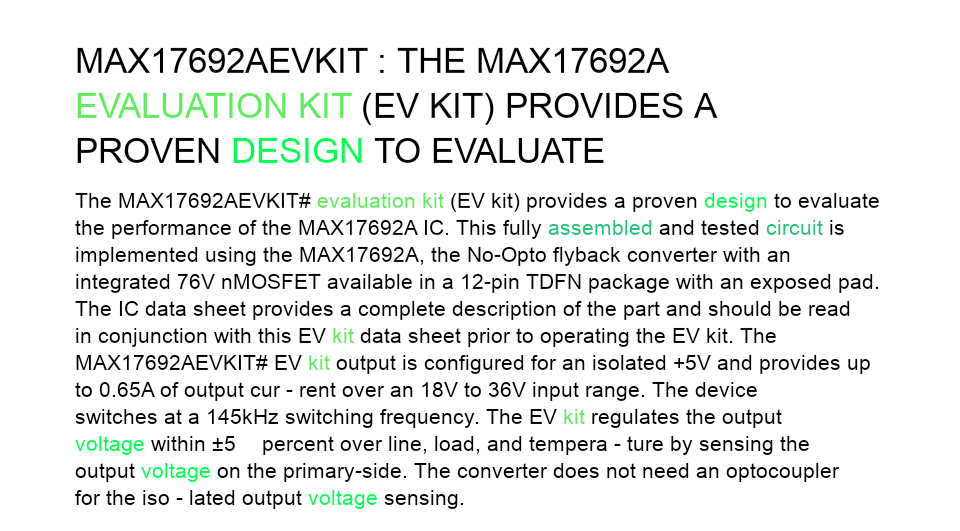 MAX17692AEVKIT : THE MAX17692A
EVALUATION KIT (EV KIT) PROVIDES A
PROVEN DESIGN TO EVALUATE
The MAX17692AEVKIT# evaluation kit (EV kit) provides a proven design to evaluate
the performance of the MAX17692A IC. This fully assembled and tested circuit is
implemented using the MAX17692A, the No-Opto flyback converter with an
integrated 76V nMOSFET available in a 12-pin TDFN package with an exposed pad.
The IC data sheet provides a complete description of the part and should be read
in conjunction with this EV kit data sheet prior to operating the EV kit. The
MAX17692AEVKIT# EV kit output is configured for an isolated +5V and provides up
to 0.65A of output cur - rent over an 18V to 36V input range. The device
switches at a 145kHz switching frequency. The EV kit regulates the output
voltage within ±5 percent over line, load, and tempera - ture by sensing the
output voltage on the primary-side. The converter does not need an optocoupler
for the iso - lated output voltage sensing.